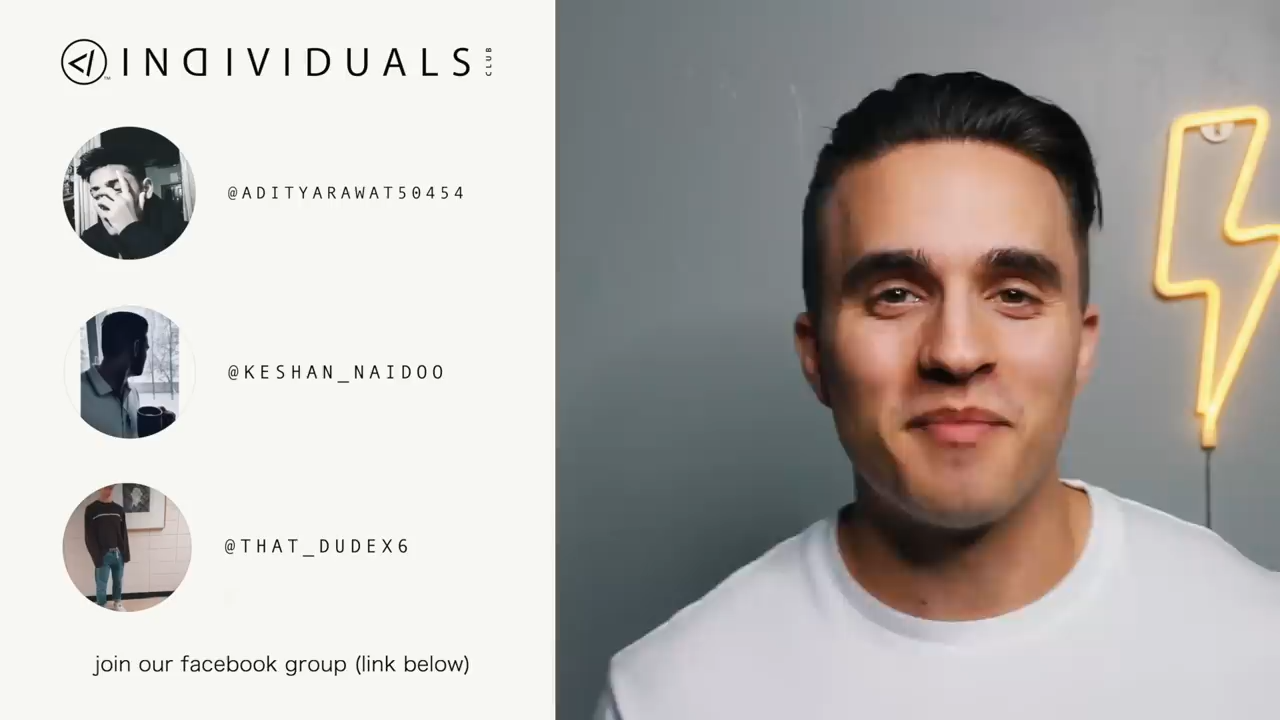 INDIVIDUALS CLUB
@ADITYARAWAT50454
@KESHAN_NAIDOO
@THAT_DUDEX6
join our facebook group (link below)